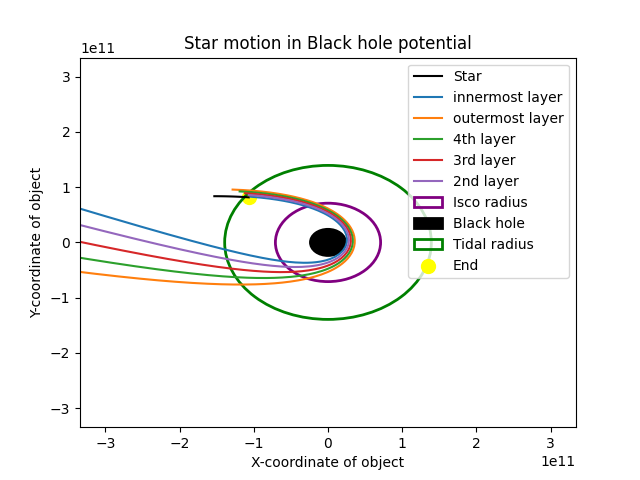 Star motion in Black hole potential
1e11
Star
innermost layer
outermost layer
4th layer
3rd layer
2nd layer
Isco radius
Black hole
Tidal radius
End
Y-coordinate of object
3
2
1
0
−1
−2
−3
−3
−2
−1
0
1
2
3
X-coordinate of object
1e11